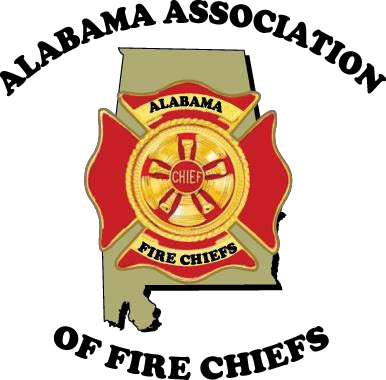 ALABAMA ASSOCIATION
ALABAMA
CHIEF
FIRE CHIEFS
OF FIRE CHIEFS